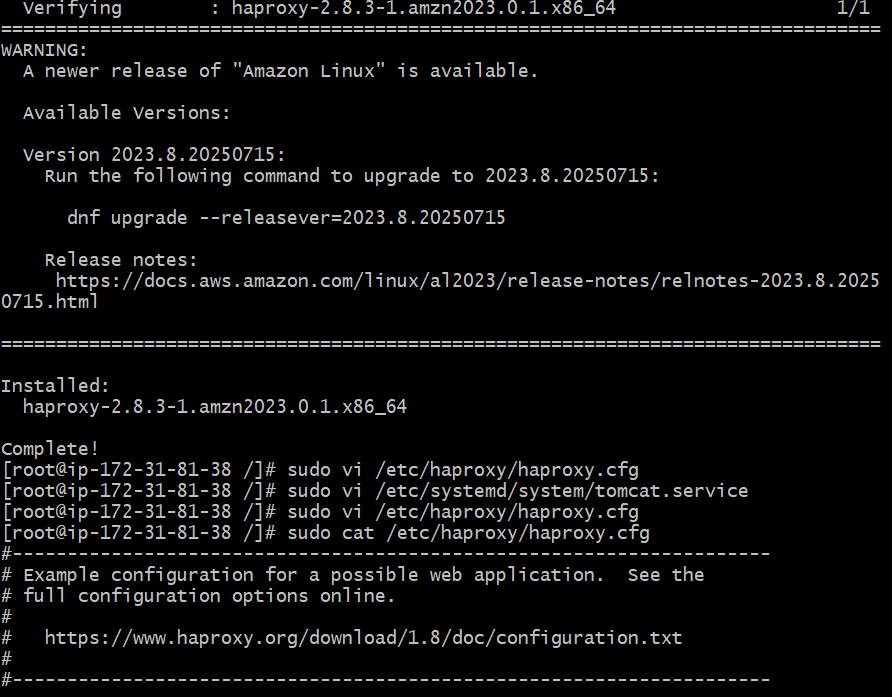 Verifying        : haproxy-2.8.3-1.amzn2023.0.1.x86_64                    1/1
================================================================================
WARNING:
  A newer release of "Amazon Linux" is available.

  Available Versions:

  Version 2023.8.20250715:
    Run the following command to upgrade to 2023.8.20250715:

      dnf upgrade --releasever=2023.8.20250715

    Release notes:
     https://docs.aws.amazon.com/linux/al2023/release-notes/relnotes-2023.8.2025
0715.html

================================================================================

Installed:
  haproxy-2.8.3-1.amzn2023.0.1.x86_64

Complete!
[root@ip-172-31-81-38 /]# sudo vi /etc/haproxy/haproxy.cfg
[root@ip-172-31-81-38 /]# sudo vi /etc/systemd/system/tomcat.service
[root@ip-172-31-81-38 /]# sudo vi /etc/haproxy/haproxy.cfg
[root@ip-172-31-81-38 /]# sudo cat /etc/haproxy/haproxy.cfg
#---------------------------------------------------------------------
# Example configuration for a possible web application.  See the
# full configuration options online.
#
#   https://www.haproxy.org/download/1.8/doc/configuration.txt
#
#---------------------------------------------------------------------